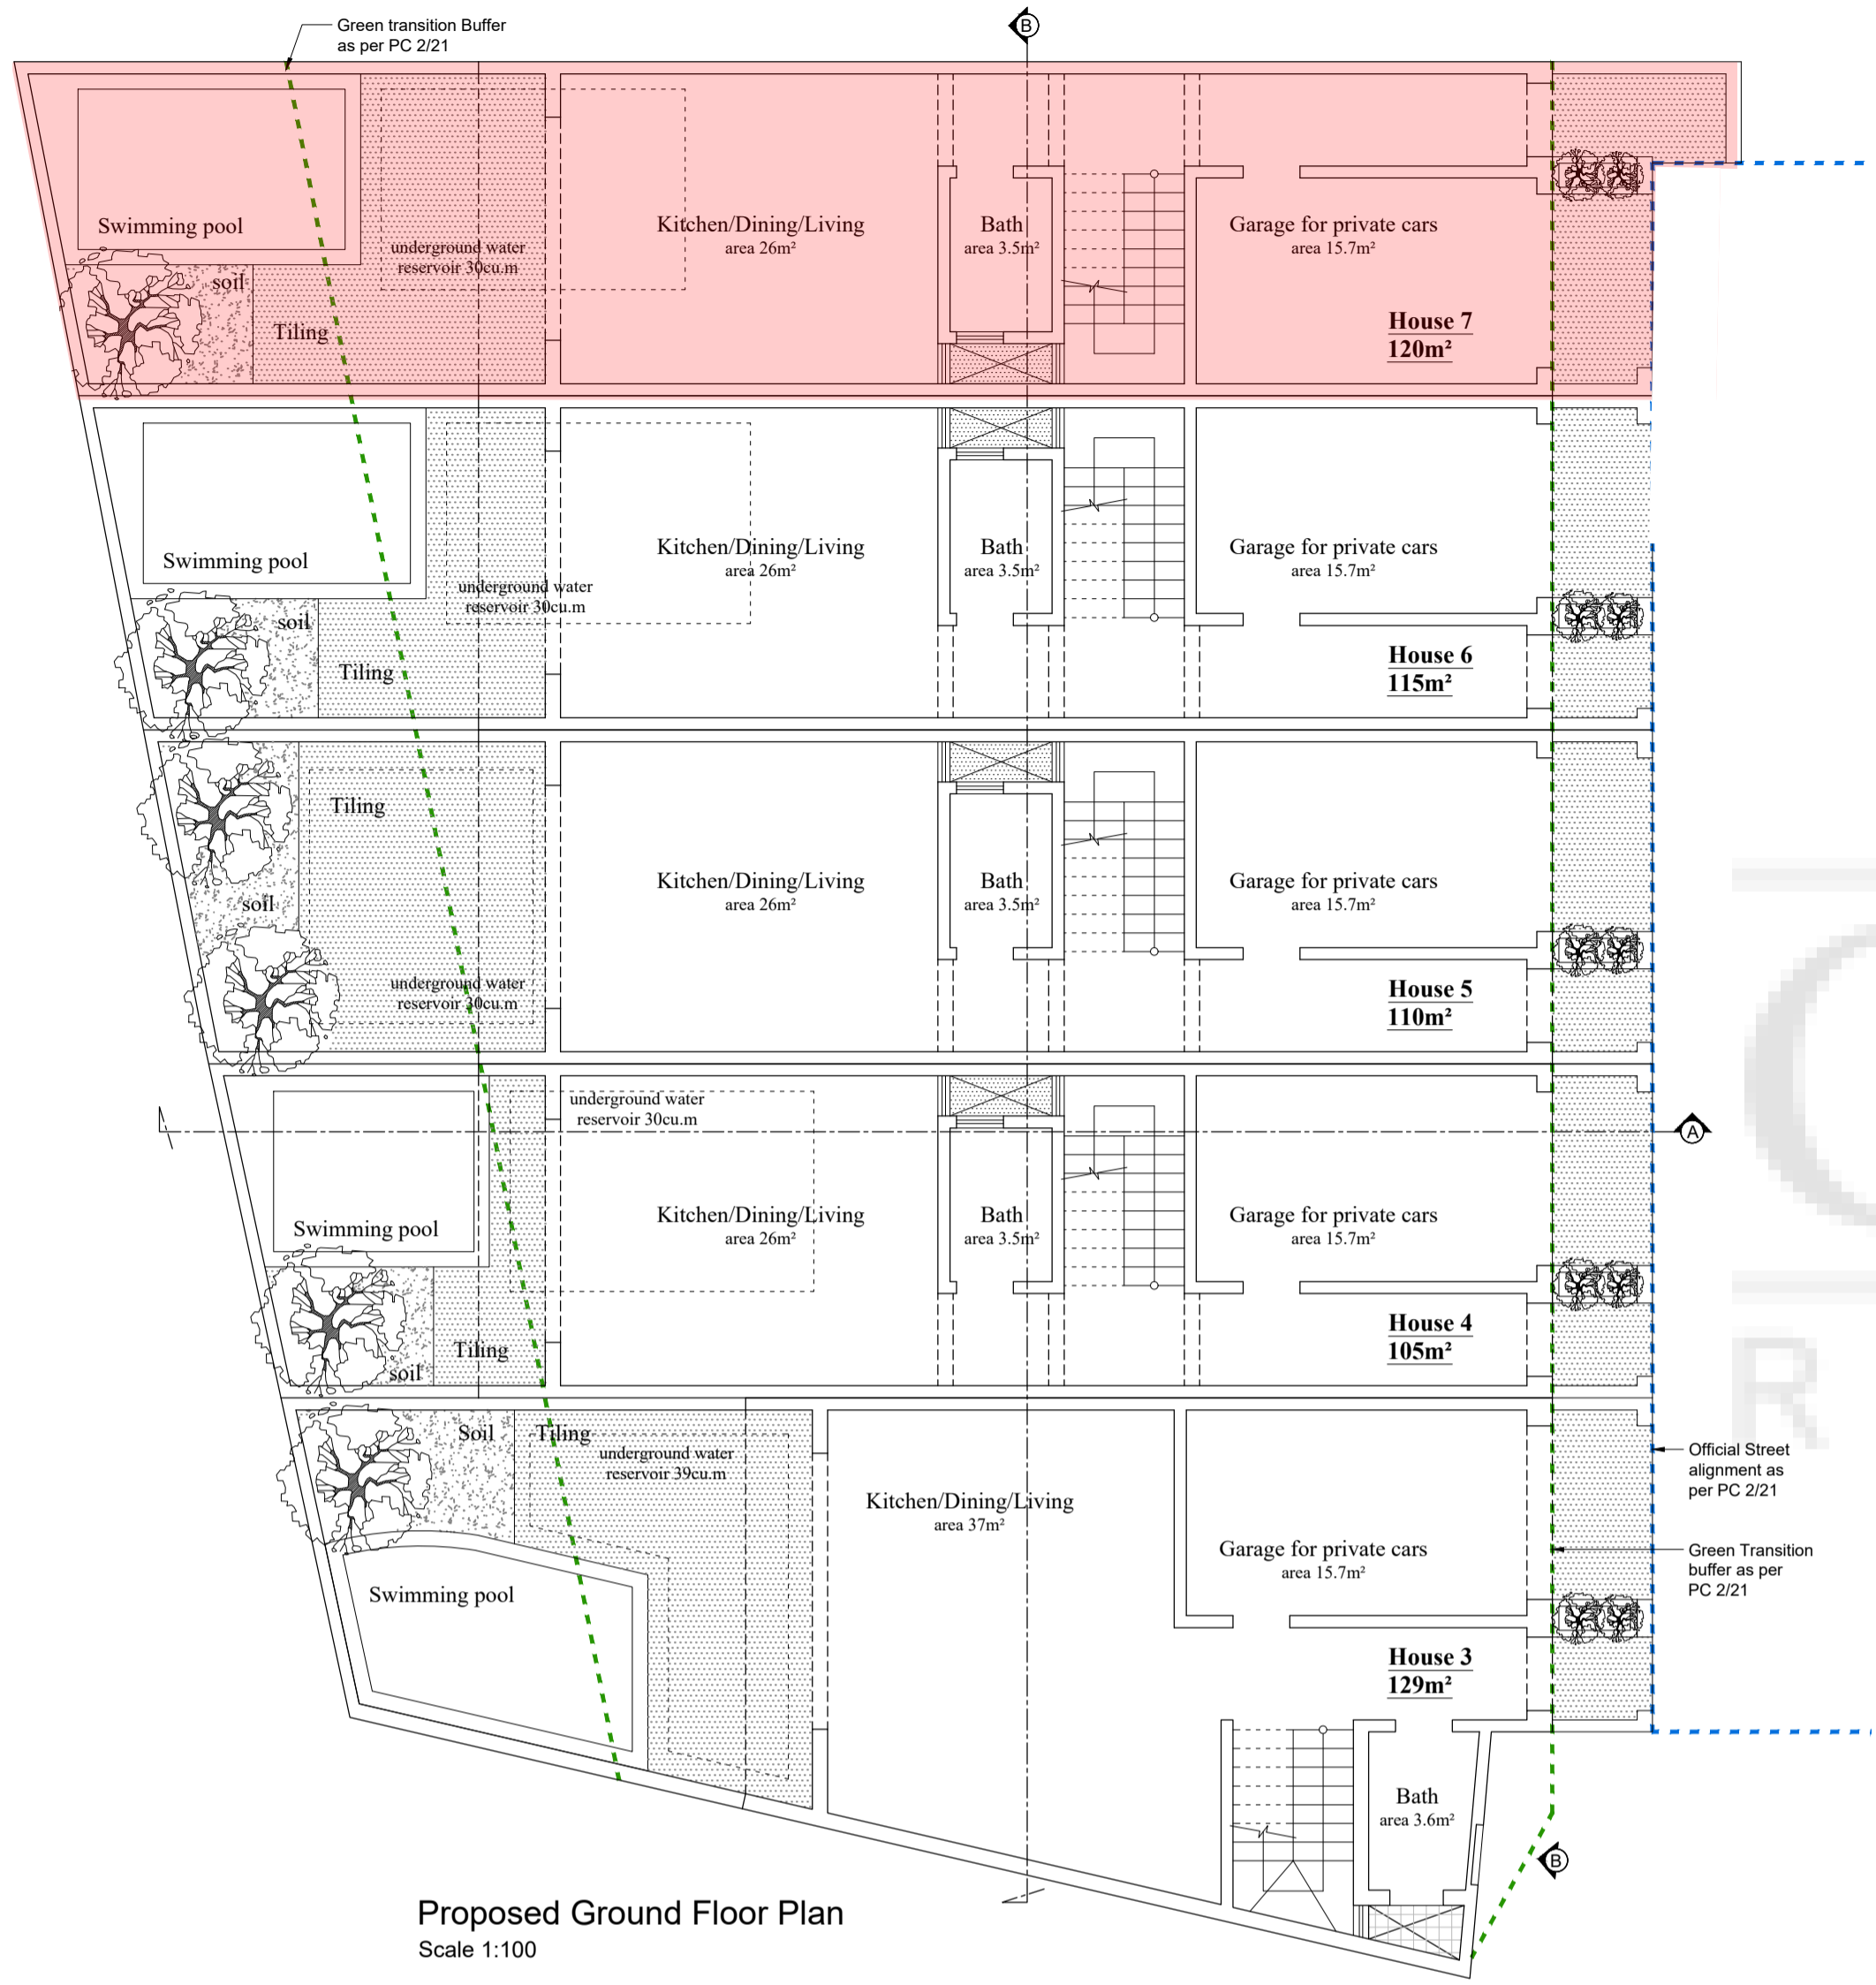 Green transition Buffer
as per PC 2/21
B
Swimming pool
soil
Tiling
underground water
reservoir 30cu.m
Kitchen/Dining/Living
area 26m²
Bath
area 3.5m²
Garage for private cars
area 15.7m²
House 7
120m²
Swimming pool
soil
Tiling
underground water
reservoir 30cu.m
Kitchen/Dining/Living
area 26m²
Bath
area 3.5m²
Garage for private cars
area 15.7m²
House 6
115m²
Tiling
soil
underground water
reservoir 30cu.m
Kitchen/Dining/Living
area 26m²
Bath
area 3.5m²
Garage for private cars
area 15.7m²
House 5
110m²
underground water
reservoir 30cu.m
A
Swimming pool
soil
Tiling
Kitchen/Dining/Living
area 26m²
Bath
area 3.5m²
Garage for private cars
area 15.7m²
House 4
105m²
Soil
Tiling
underground water
reservoir 39cu.m
Swimming pool
Kitchen/Dining/Living
area 37m²
Garage for private cars
area 15.7m²
House 3
129m²
Official Street
alignment as
per PC 2/21
Green Transition
buffer as per
PC 2/21
Bath
area 3.6m²
B
Proposed Ground Floor Plan
Scale 1:100
R